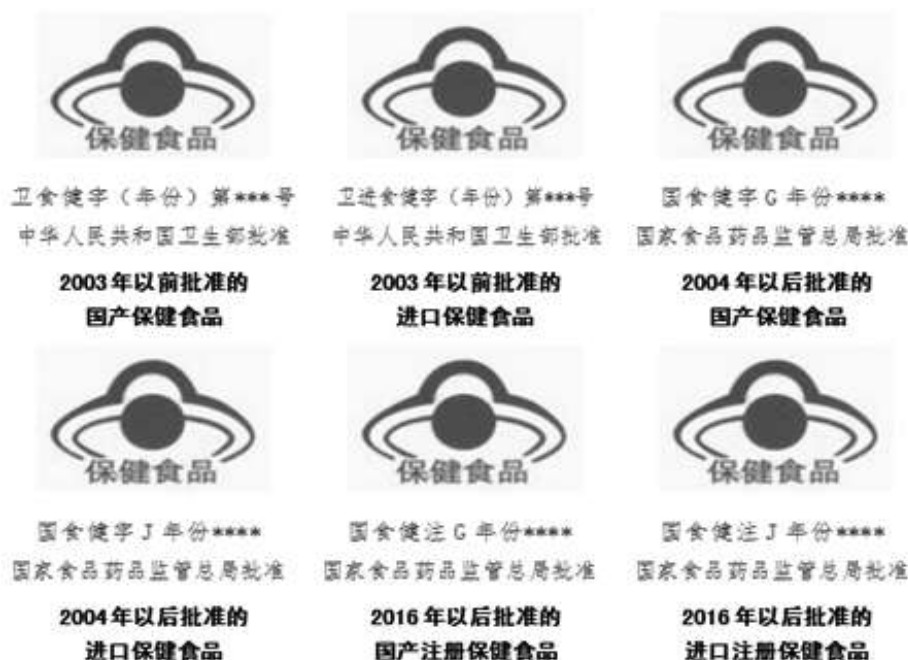 保健食品
卫食健字（年份）第***号
中华人民共和国卫生部批准
2003年以前批准的
国产保健食品
保健食品
卫进食健字（年份）第***号
中华人民共和国卫生部批准
2003年以前批准的
进口保健食品
保健食品
国食健字G 年份****
国家食品药品监管总局批准
2004年以后批准的
国产保健食品
保健食品
国食健字J 年份****
国家食品药品监管总局批准
2004年以后批准的
进口保健食品
保健食品
国食健注G 年份****
国家食品药品监管总局批准
2016年以后批准的
国产注册保健食品
保健食品
国食健注J 年份****
国家食品药品监管总局批准
2016年以后批准的
进口注册保健食品